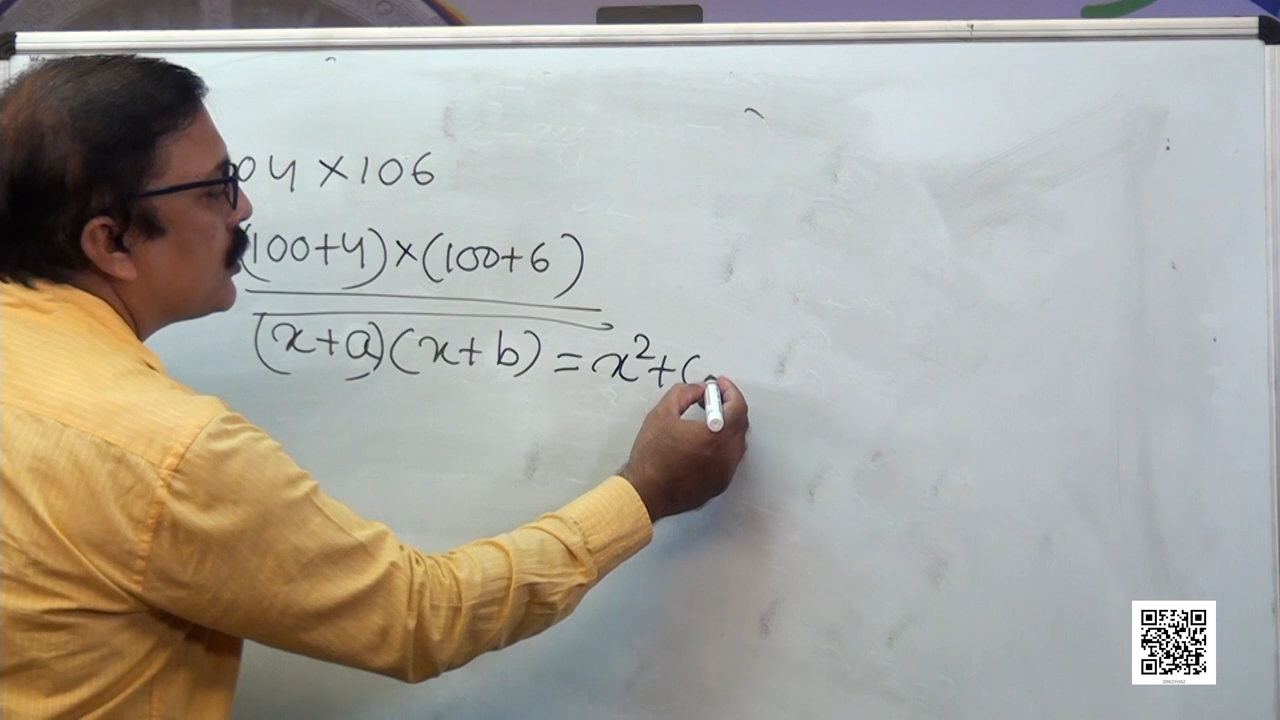 04 × 106
(100+4)×(100+6)
(x+a)(x+b) = x²+(